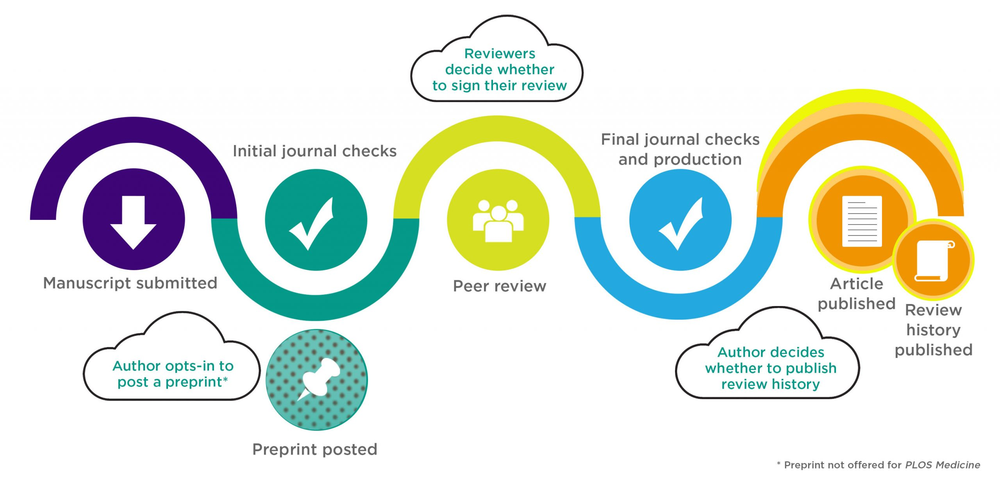 Reviewers
decide whether
to sign their review
Initial journal checks
Final journal checks
and production
Manuscript submitted
Peer review
Article
published
Review
history
published
Author opts-in to
post a preprint*
Author decides
whether to publish
review history
Preprint posted
* Preprint not offered for PLOS Medicine